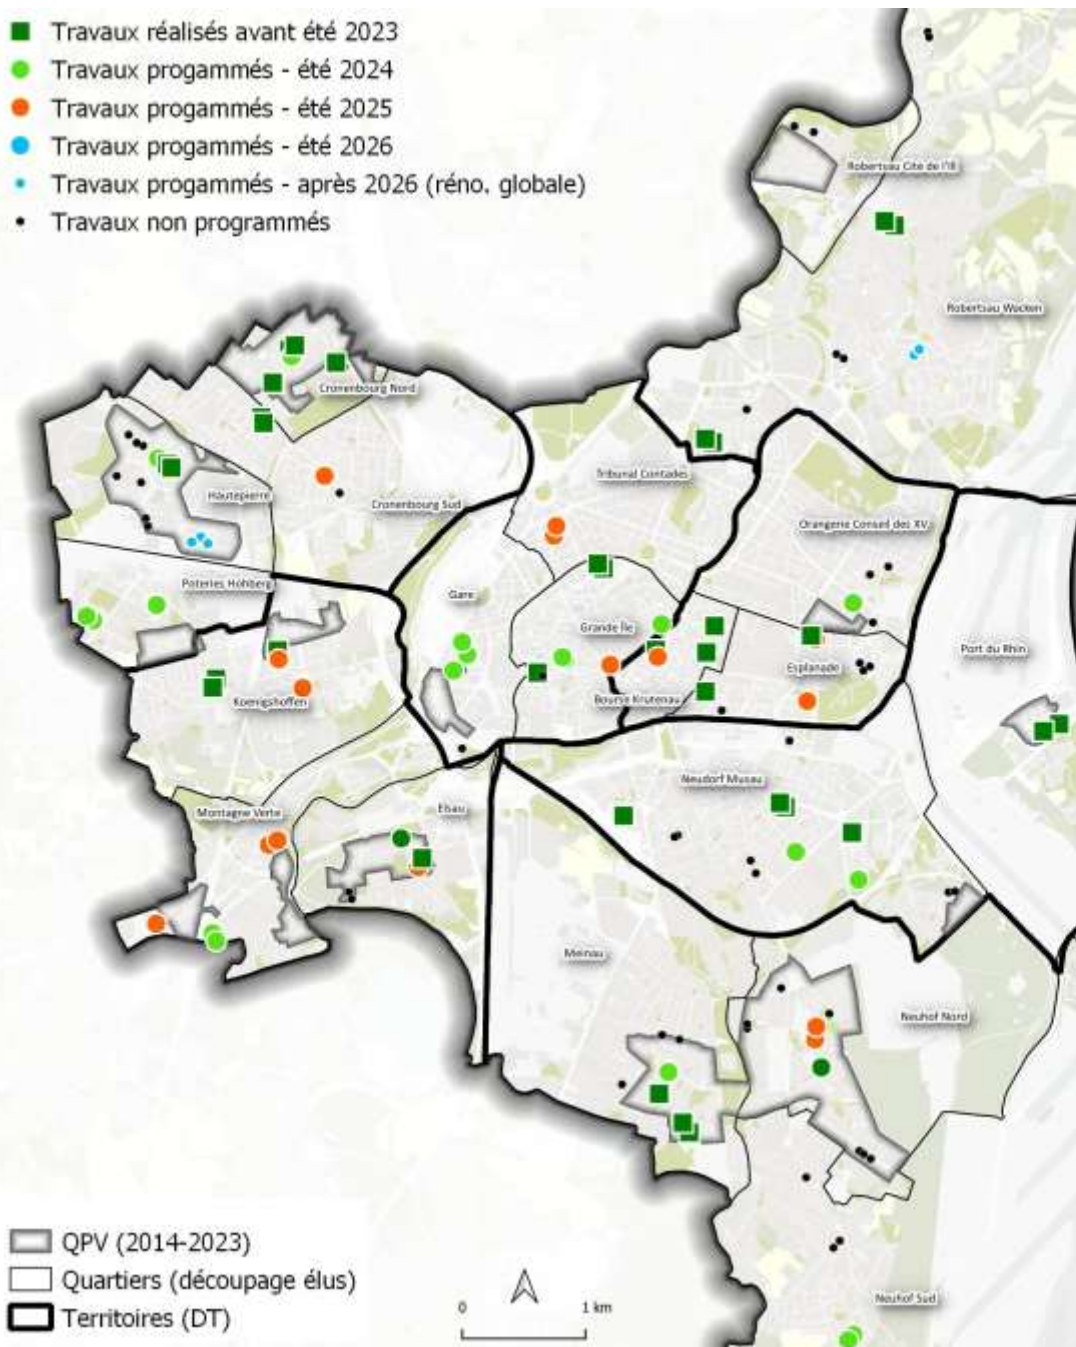 Travaux réalisés avant été 2023
Travaux progammés - été 2024
Travaux progammés - été 2025
Travaux progammés - été 2026
Travaux progammés - après 2026 (réno. globale)
Travaux non programmés
Robertsau Cité de l'Ill
Robertsau Wacken
Cronenbourg Nord
Tribunal Contades
Hautepierre
Cronenbourg Sud
Orangerie Conseil des XV
Poteries Hohberg
Gare
Grande Île
Port du Rhin
Esplanade
Koenigshoffen
Bourse Krutenau
Neudorf Musau
Montagne Verte
Elsau
Meinau
Neuhof Nord
QPV (2014-2023)
Quartiers (découpage élus)
Territoires (DT)
0 1 km
Neuhof Sud